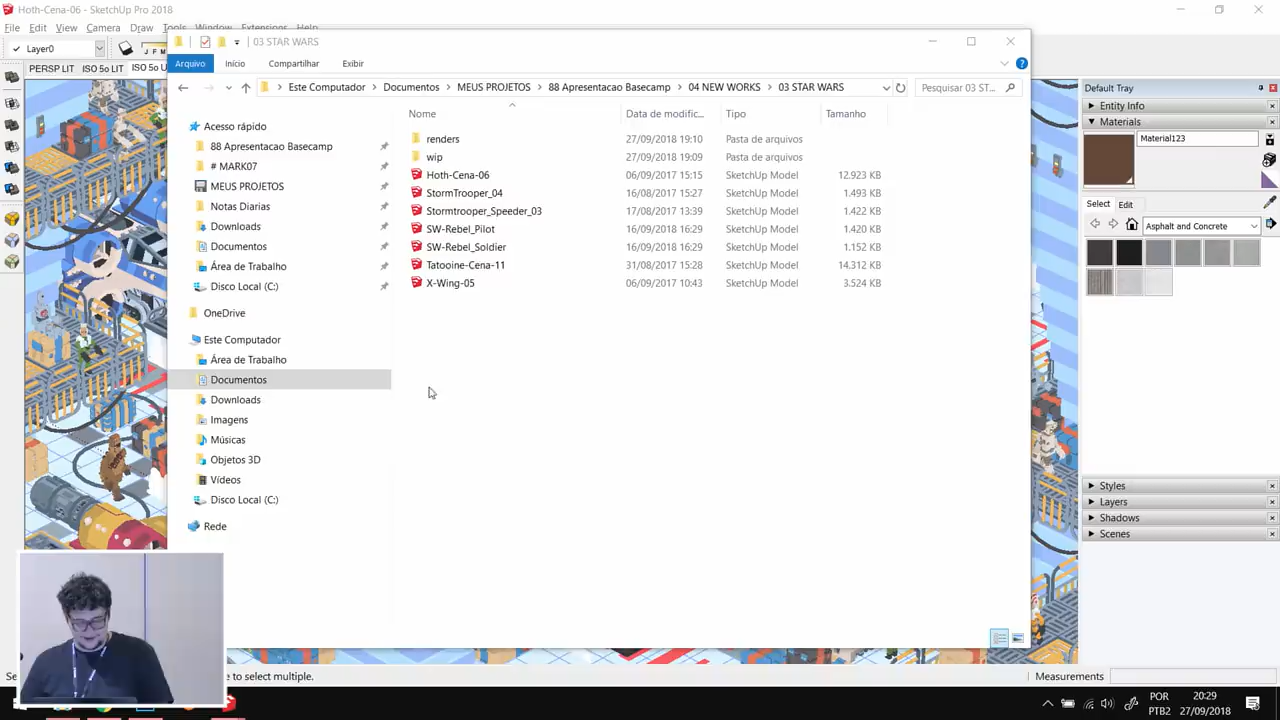 Hoth-Cena-06 - SketchUp Pro 2018
File Edit View Camera Draw Tools Window Extensions Help
Layer0
03 STAR WARS
Arquivo Início Compartilhar Exibir
PERSP LIT ISO 5o LIT ISO 5o
Este Computador Documentos MEUS PROJETOS 88 Apresentacao Basecamp 04 NEW WORKS 03 STAR WARS Pesquisar 03 ST...
Default Tray
Nome Data de modific... Tipo Tamanho
Entity Info
Materials
Material123
Acesso rápido
88 Apresentacao Basecamp
# MARK07
MEUS PROJETOS
Notas Diarias
Downloads
Documentos
Área de Trabalho
Disco Local (C:)
OneDrive
Este Computador
Área de Trabalho
Documentos
Downloads
Imagens
Músicas
Objetos 3D
Vídeos
Disco Local (C:)
Rede
renders 27/09/2018 19:10 Pasta de arquivos
wip 27/09/2018 19:09 Pasta de arquivos
Hoth-Cena-06 06/09/2017 15:15 SketchUp Model 12.923 KB
StormTrooper_04 16/08/2017 15:27 SketchUp Model 1.493 KB
Stormtrooper_Speeder_03 17/08/2017 13:39 SketchUp Model 1.422 KB
SW-Rebel_Pilot 16/09/2018 16:29 SketchUp Model 1.420 KB
SW-Rebel_Soldier 16/09/2018 16:29 SketchUp Model 1.152 KB
Tatooine-Cena-11 31/08/2017 15:28 SketchUp Model 14.312 KB
X-Wing-05 06/09/2017 10:43 SketchUp Model 3.524 KB
Select Edit
Asphalt and Concrete
Styles
Layers
Shadows
Scenes
to select multiple.
Measurements
POR
PTB2
20:29
27/09/2018